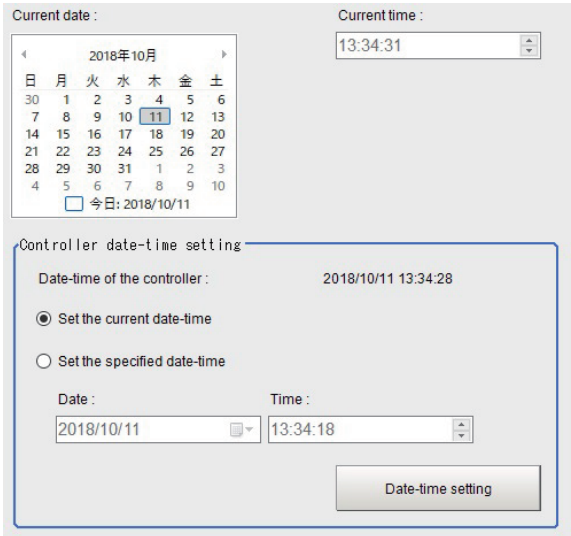 Current date :
Current time :
13:34:31
2018年10月
日 月 火 水 木 金 土
30 1 2 3 4 5 6
7 8 9 10 11 12 13
14 15 16 17 18 19 20
21 22 23 24 25 26 27
28 29 30 31 1 2 3
4 5 6 7 8 9 10
今日: 2018/10/11
Controller date-time setting
Date-time of the controller :
2018/10/11 13:34:28
Set the current date-time
Set the specified date-time
Date :
Time :
2018/10/11
13:34:18
Date-time setting